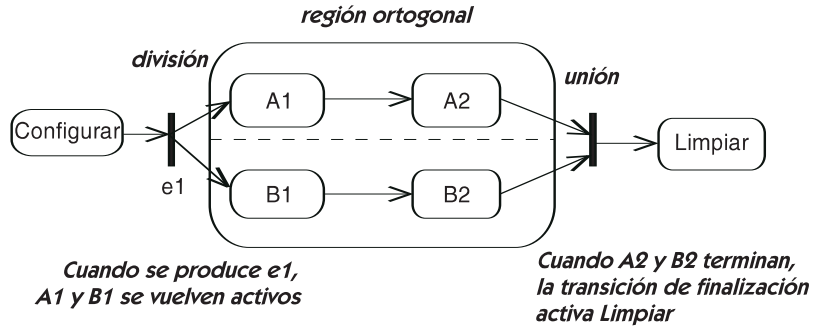 región ortogonal
división
unión
A1
A2
Configurar
Limpiar
e1
B1
B2
Cuando se produce e1,
A1 y B1 se vuelven activos
Cuando A2 y B2 terminan,
la transición de finalización
activa Limpiar